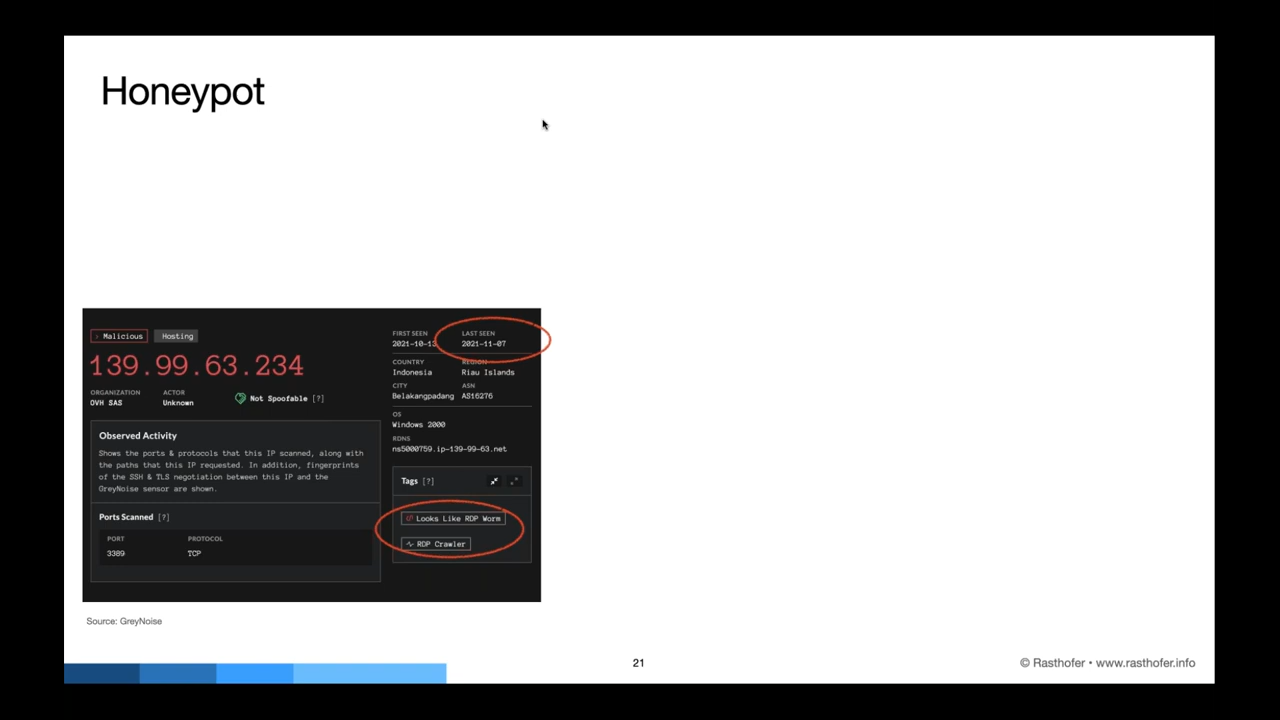 Honeypot
Malicious
Hosting
139.99.63.234
ORGANIZATION
OVH SAS
ACTOR
Unknown
Not Spoofable [?]
Observed Activity
Shows the ports & protocols that this IP scanned, along with
the paths that this IP requested. In addition, fingerprints
of the SSH & TLS negotiation between this IP and the
GreyNoise sensor are shown.
Ports Scanned [?]
PORT PROTOCOL
3389 TCP
FIRST SEEN LAST SEEN
2021-10-13 2021-11-07
COUNTRY REGION
Indonesia Riau Islands
CITY ASN
Belakangpadang AS16276
OS
Windows 2000
RDNS
ns5000759.ip-139-99-63.net
Tags [?]
Looks Like RDP Worm
RDP Crawler
Source: GreyNoise
21
© Rasthofer • www.rasthofer.info